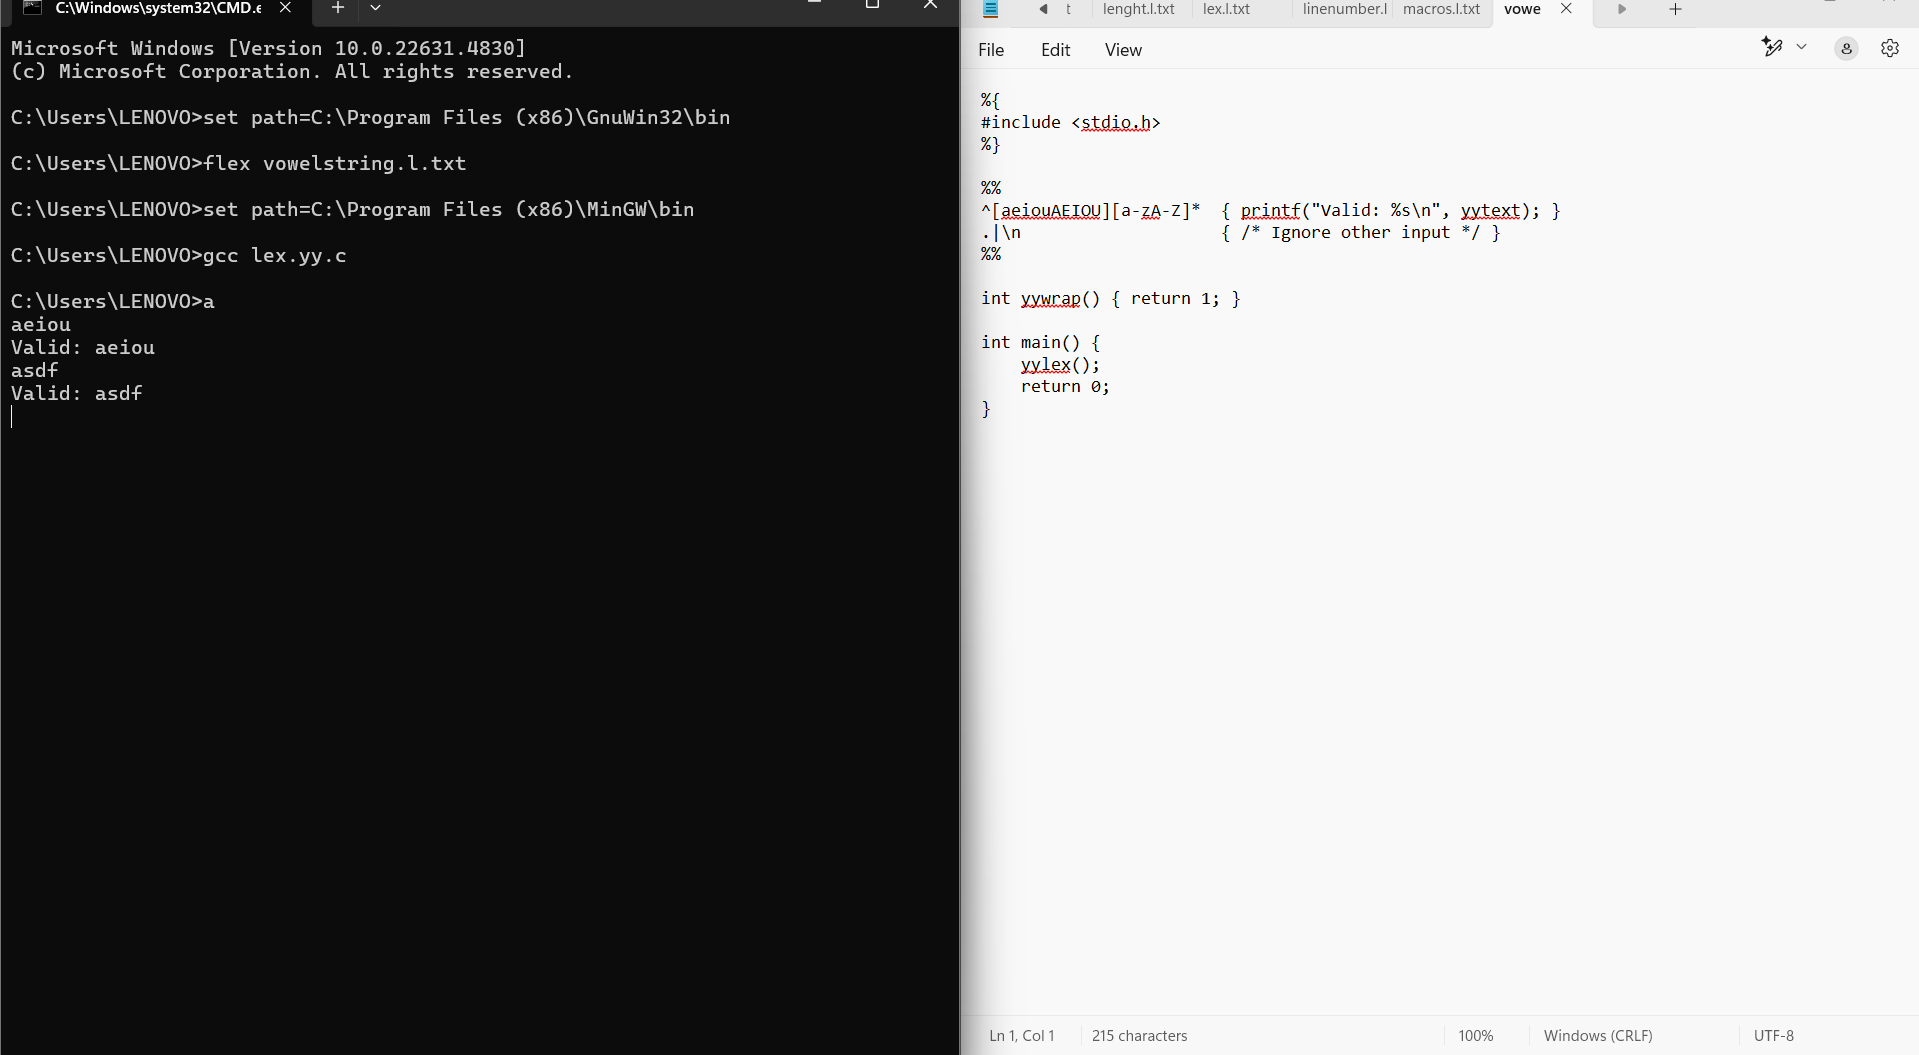 C:\Windows\system32\CMD.e
Microsoft Windows [Version 10.0.22631.4830]
(c) Microsoft Corporation. All rights reserved.
C:\Users\LENOVO>set path=C:\Program Files (x86)\GnuWin32\bin
C:\Users\LENOVO>flex vowelstring.l.txt
C:\Users\LENOVO>set path=C:\Program Files (x86)\MinGW\bin
C:\Users\LENOVO>gcc lex.yy.c
C:\Users\LENOVO>a
aeiou
Valid: aeiou
asdf
Valid: asdf
t lenght.l.txt lex.l.txt linenumber.l macros.l.txt vowe
File Edit View
%{
#include <stdio.h>
%}
%%
^[aeiouAEIOU][a-zA-Z]* { printf("Valid: %s\n", yytext); }
.|\n { /* Ignore other input */ }
%%
int yywrap() { return 1; }
int main() {
yylex();
return 0;
}
Ln 1, Col 1 215 characters 100% Windows (CRLF) UTF-8